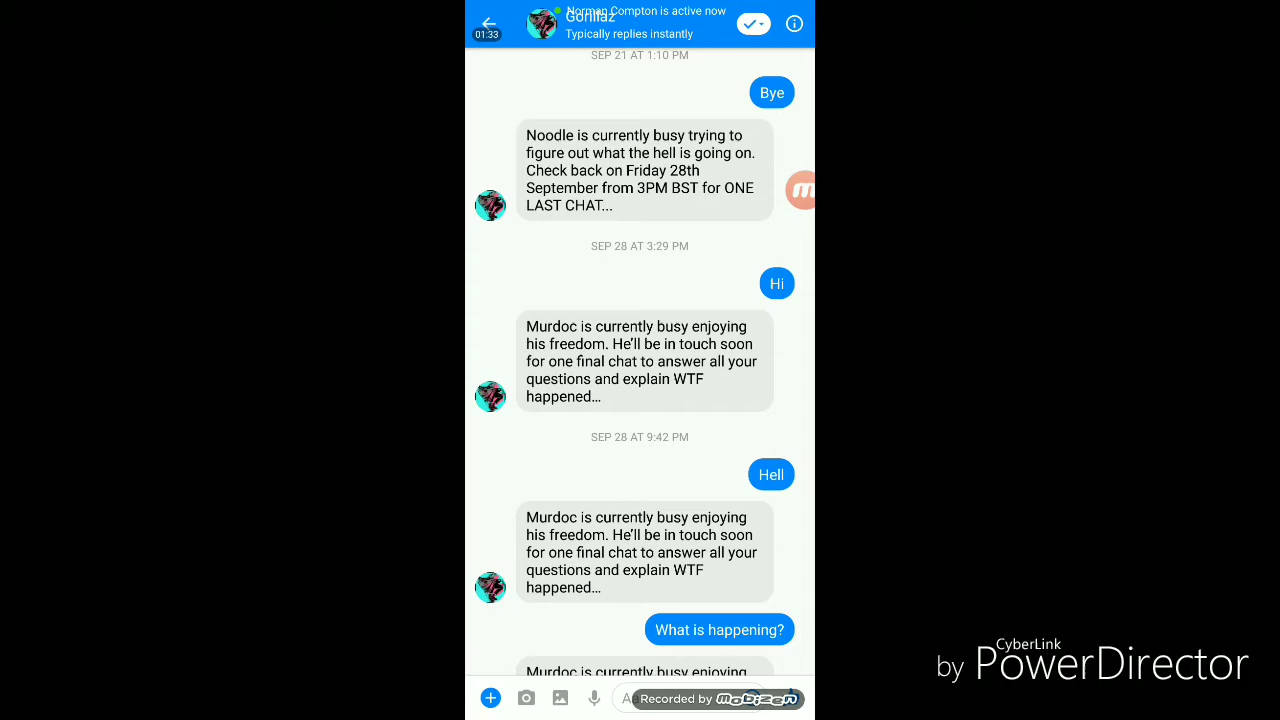 Norman Compton is active now
Gorillaz
01:33
Typically replies instantly
SEP 21 AT 1:10 PM
Bye
Noodle is currently busy trying to
figure out what the hell is going on.
Check back on Friday 28th
September from 3PM BST for ONE
LAST CHAT...
SEP 28 AT 3:29 PM
Hi
Murdoc is currently busy enjoying
his freedom. He'll be in touch soon
for one final chat to answer all your
questions and explain WTF
happened...
SEP 28 AT 9:42 PM
Hell
Murdoc is currently busy enjoying
his freedom. He'll be in touch soon
for one final chat to answer all your
questions and explain WTF
happened...
What is happening?
Murdoc is currently busy enjoying
Recorded by mobizen
CyberLink
by PowerDirector